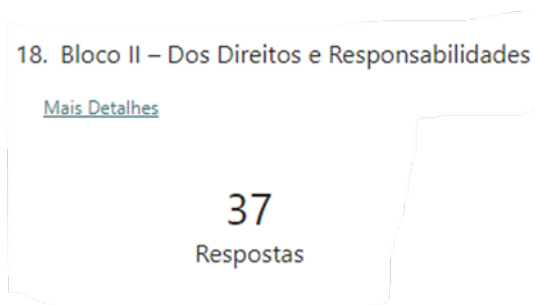 18. Bloco II – Dos Direitos e Responsabilidades
Mais Detalhes
37
Respostas